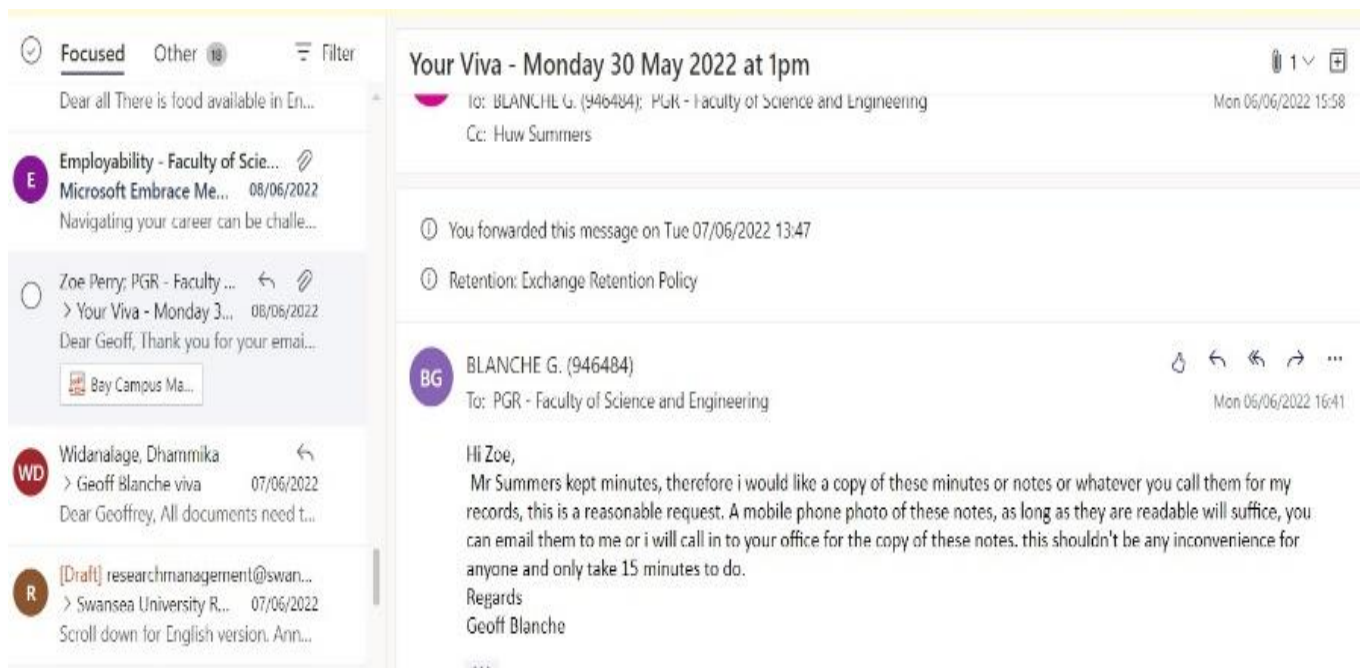 Focused Other 18 Filter
Dear all There is food available in En...
E
Employability - Faculty of Scie...
Microsoft Embrace Me... 08/06/2022
Navigating your career can be challe...
Zoe Perry; PGR - Faculty ...
> Your Viva - Monday 3... 08/06/2022
Dear Geoff, Thank you for your emai...
Bay Campus Ma...
WD
Widanalage, Dhammika
> Geoff Blanche viva 07/06/2022
Dear Geoffrey, All documents need t...
R
[Draft] researchmanagement@swan...
> Swansea University R... 07/06/2022
Scroll down for English version. Ann...
Your Viva - Monday 30 May 2022 at 1pm
1
To: BLANCHE G. (946484); PGR - Faculty of Science and Engineering
Mon 06/06/2022 15:58
Cc: Huw Summers
You forwarded this message on Tue 07/06/2022 13:47
Retention: Exchange Retention Policy
BG
BLANCHE G. (946484)
To: PGR - Faculty of Science and Engineering
Mon 06/06/2022 16:41
Hi Zoe,
Mr Summers kept minutes, therefore i would like a copy of these minutes or notes or whatever you call them for my
records, this is a reasonable request. A mobile phone photo of these notes, as long as they are readable will suffice, you
can email them to me or i will call in to your office for the copy of these notes. this shouldn't be any inconvenience for
anyone and only take 15 minutes to do.
Regards
Geoff Blanche